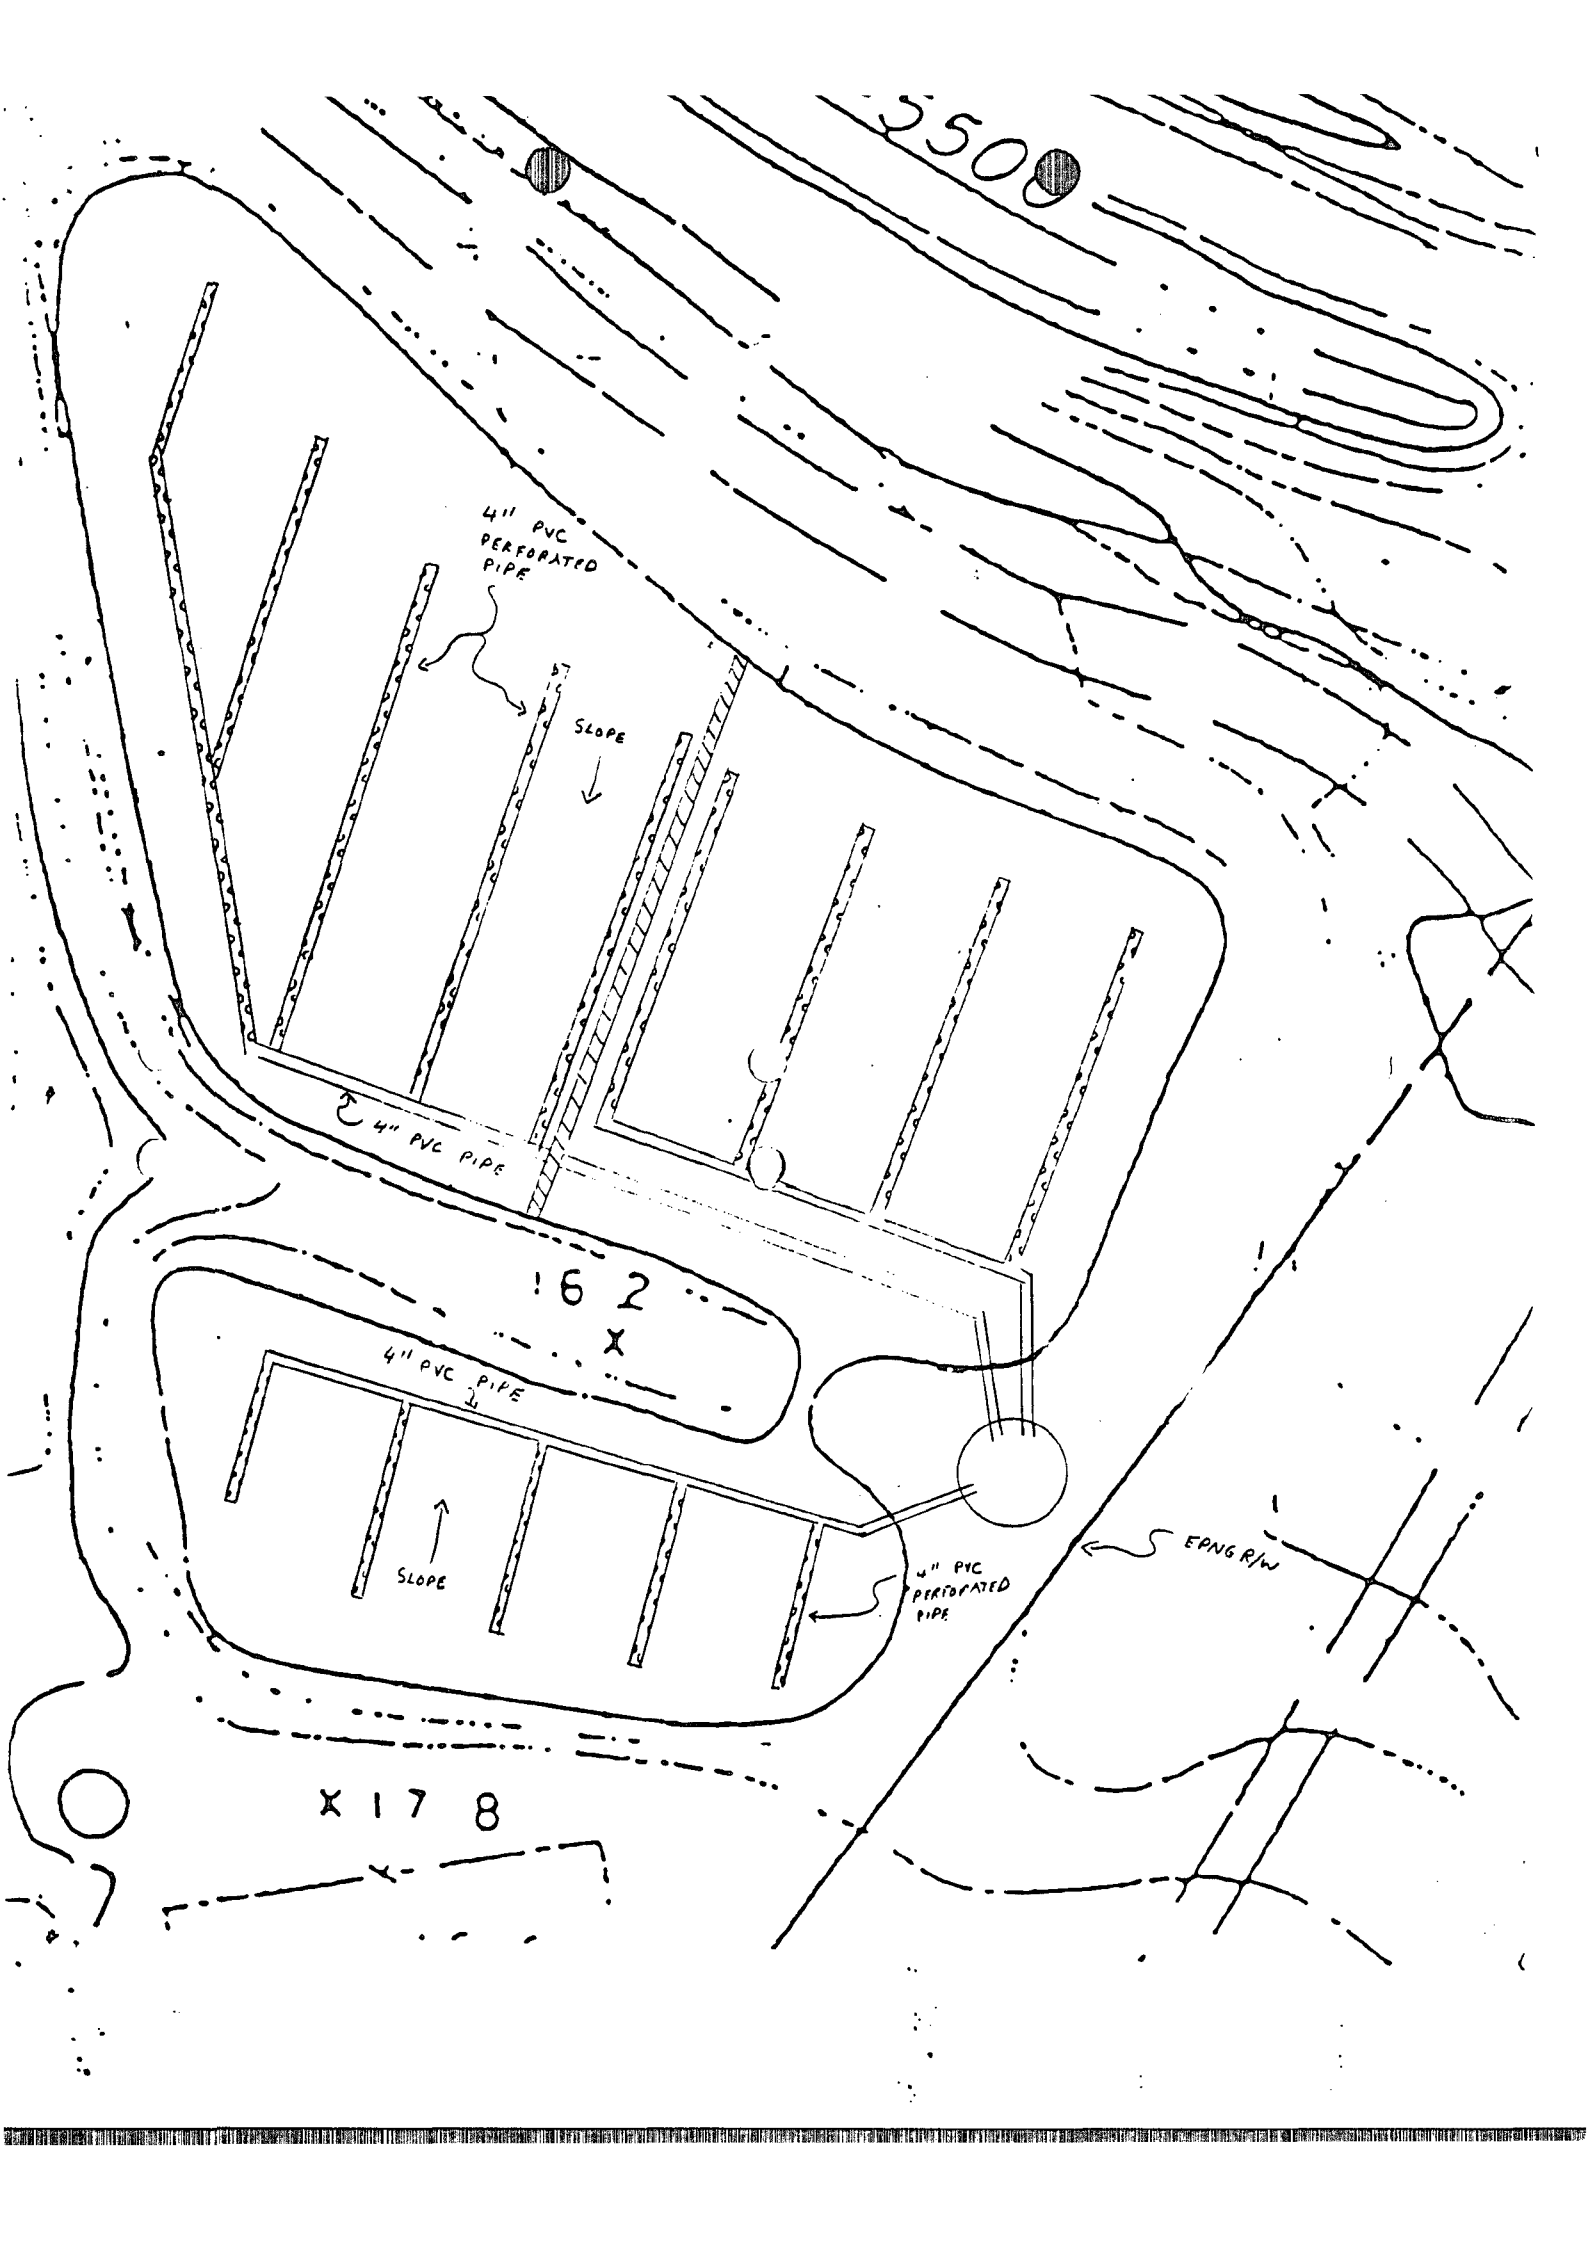 5500
4" PVC
PERFORATED
PIPE
SLOPE
4" PVC PIPE
162
X
4" PVC PIPE
SLOPE
EPNG R/W
4" PVC
PERFORATED
PIPE
X 178